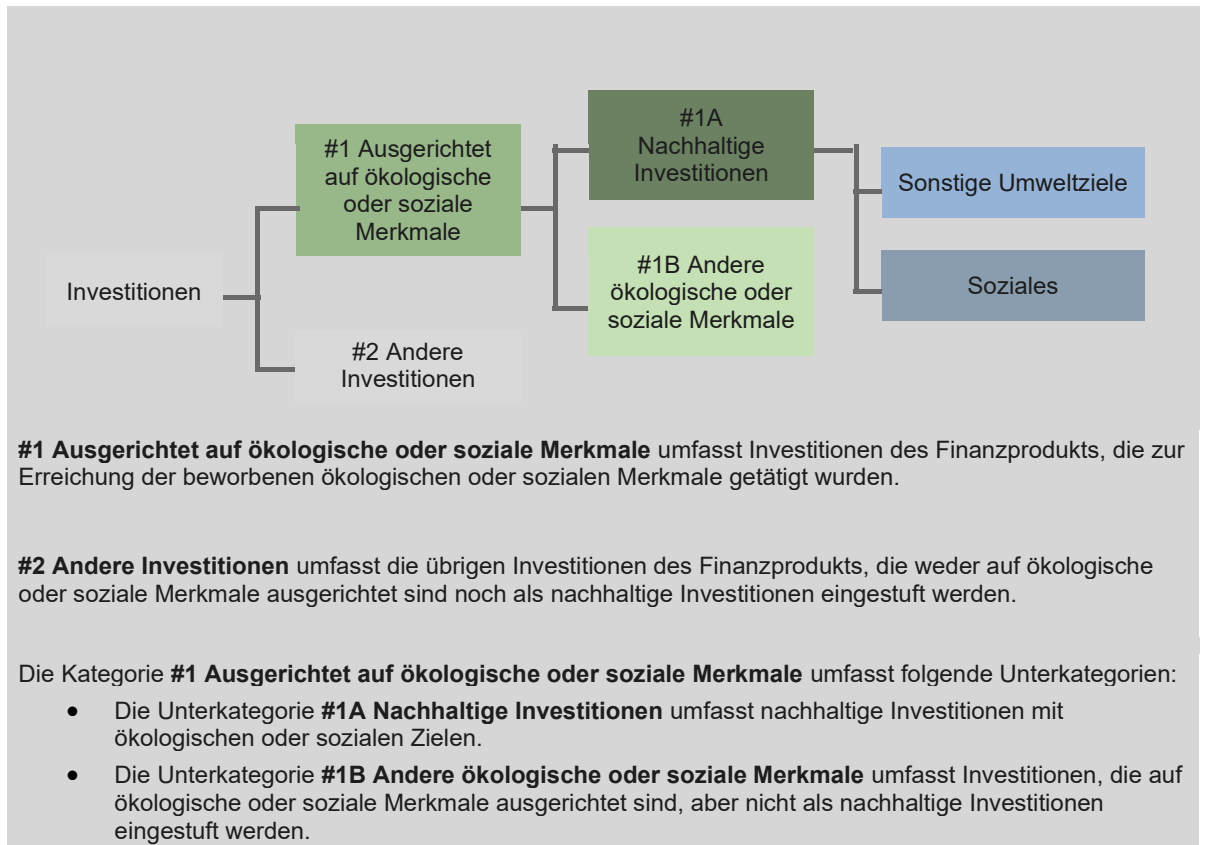 #1 Ausgerichtet
auf ökologische
oder soziale
Merkmale
#1A
Nachhaltige
Investitionen
Sonstige Umweltziele
#1B Andere
ökologische oder
soziale Merkmale
Soziales
Investitionen
#2 Andere
Investitionen
#1 Ausgerichtet auf ökologische oder soziale Merkmale umfasst Investitionen des Finanzprodukts, die zur
Erreichung der beworbenen ökologischen oder sozialen Merkmale getätigt wurden.
#2 Andere Investitionen umfasst die übrigen Investitionen des Finanzprodukts, die weder auf ökologische
oder soziale Merkmale ausgerichtet sind noch als nachhaltige Investitionen eingestuft werden.
Die Kategorie #1 Ausgerichtet auf ökologische oder soziale Merkmale umfasst folgende Unterkategorien:
• Die Unterkategorie #1A Nachhaltige Investitionen umfasst nachhaltige Investitionen mit
ökologischen oder sozialen Zielen.
• Die Unterkategorie #1B Andere ökologische oder soziale Merkmale umfasst Investitionen, die auf
ökologische oder soziale Merkmale ausgerichtet sind, aber nicht als nachhaltige Investitionen
eingestuft werden.